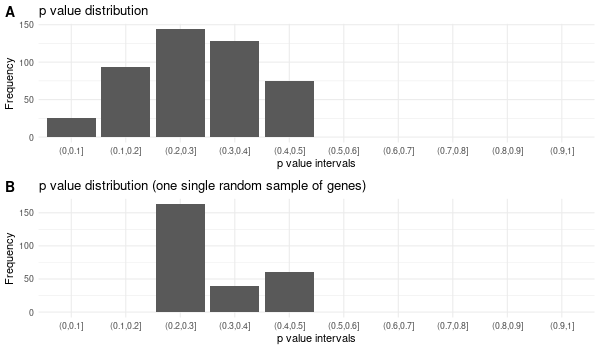 A p value distribution
150
100
50
0
Frequency
(0,0.1] (0.1,0.2] (0.2,0.3] (0.3,0.4] (0.4,0.5] (0.5,0.6] (0.6,0.7] (0.7,0.8] (0.8,0.9] (0.9,1]
p value intervals
B p value distribution (one single random sample of genes)
150
100
50
0
Frequency
(0,0.1] (0.1,0.2] (0.2,0.3] (0.3,0.4] (0.4,0.5] (0.5,0.6] (0.6,0.7] (0.7,0.8] (0.8,0.9] (0.9,1]
p value intervals